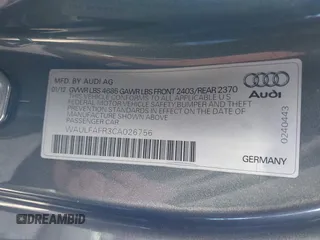 MFD. BY AUDI AG
01/12 GVWR LBS 4685 GAWR LBS FRONT 2403/REAR 2370
THIS VEHICLE CONFORMS TO ALL APPLICABLE U.S.
FEDERAL MOTOR VEHICLE SAFETY, BUMPER AND THEFT
PREVENTION STANDARDS IN EFFECT ON THE DATE OF
MANUFACTURE SHOWN ABOVE
PASSENGER CAR
WAULFAFR3CA026756
Audi
0240443
GERMANY
DREAMBID